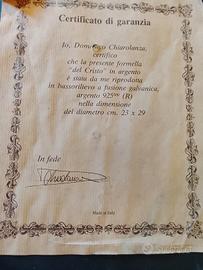 Certificato di garanzia
Io, Domenico Chiarolanza,
certifico
che la presente formella
"del Cristo" in argento
è stata da me riprodotta
in bassorilievo a fusione galvanica,
argento 925°°° (R)
nella dimensione
del diametro cm. 23 x 29
In fede
Made in Italy